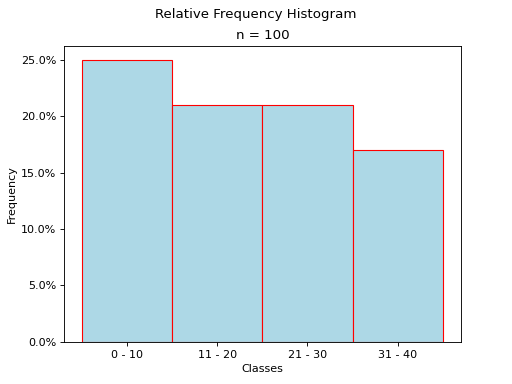 Relative Frequency Histogram
n = 100
25.0%
20.0%
15.0%
10.0%
5.0%
0.0%
Frequency
0 - 10 11 - 20 21 - 30 31 - 40
Classes